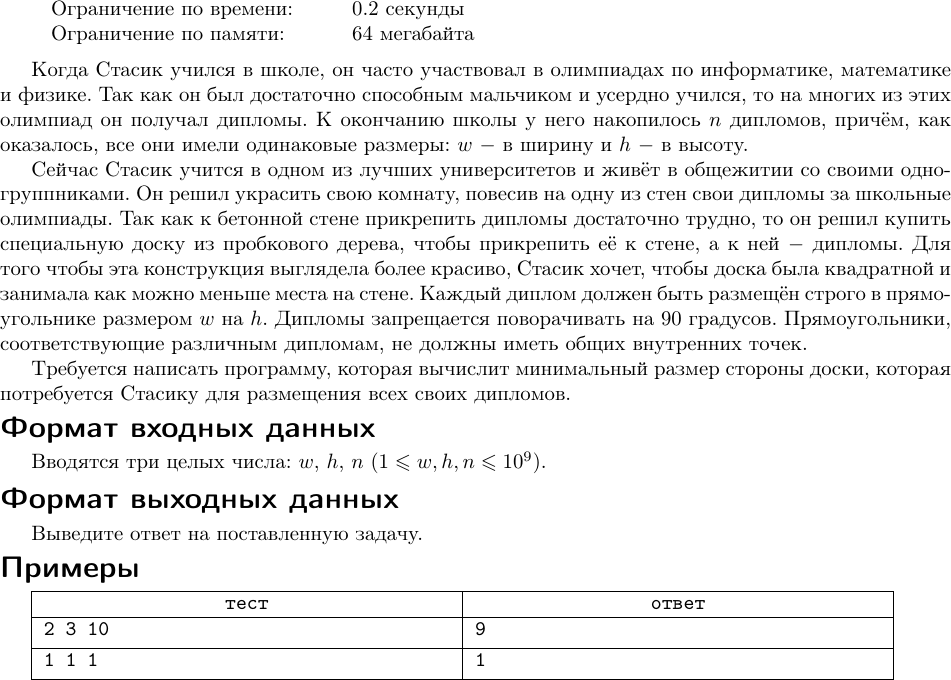 Ограничение по времени: 0.2 секунды
Ограничение по памяти: 64 мегабайта
Когда Стасик учился в школе, он часто участвовал в олимпиадах по информатике, математике
и физике. Так как он был достаточно способным мальчиком и усердно учился, то на многих из этих
олимпиад он получал дипломы. К окончанию школы у него накопилось n дипломов, причём, как
оказалось, все они имели одинаковые размеры: w − в ширину и h − в высоту.
Сейчас Стасик учится в одном из лучших университетов и живёт в общежитии со своими одно-
группниками. Он решил украсить свою комнату, повесив на одну из стен свои дипломы за школьные
олимпиады. Так как к бетонной стене прикрепить дипломы достаточно трудно, то он решил купить
специальную доску из пробкового дерева, чтобы прикрепить её к стене, а к ней − дипломы. Для
того чтобы эта конструкция выглядела более красиво, Стасик хочет, чтобы доска была квадратной и
занимала как можно меньше места на стене. Каждый диплом должен быть размещён строго в прямо-
угольнике размером w на h. Дипломы запрещается поворачивать на 90 градусов. Прямоугольники,
соответствующие различным дипломам, не должны иметь общих внутренних точек.
Требуется написать программу, которая вычислит минимальный размер стороны доски, которая
потребуется Стасику для размещения всех своих дипломов.
Формат входных данных
Вводятся три целых числа: w, h, n (1 ⩽ w, h, n ⩽ 10⁹).
Формат выходных данных
Выведите ответ на поставленную задачу.
Примеры
тест ответ
2 3 10 9
1 1 1 1